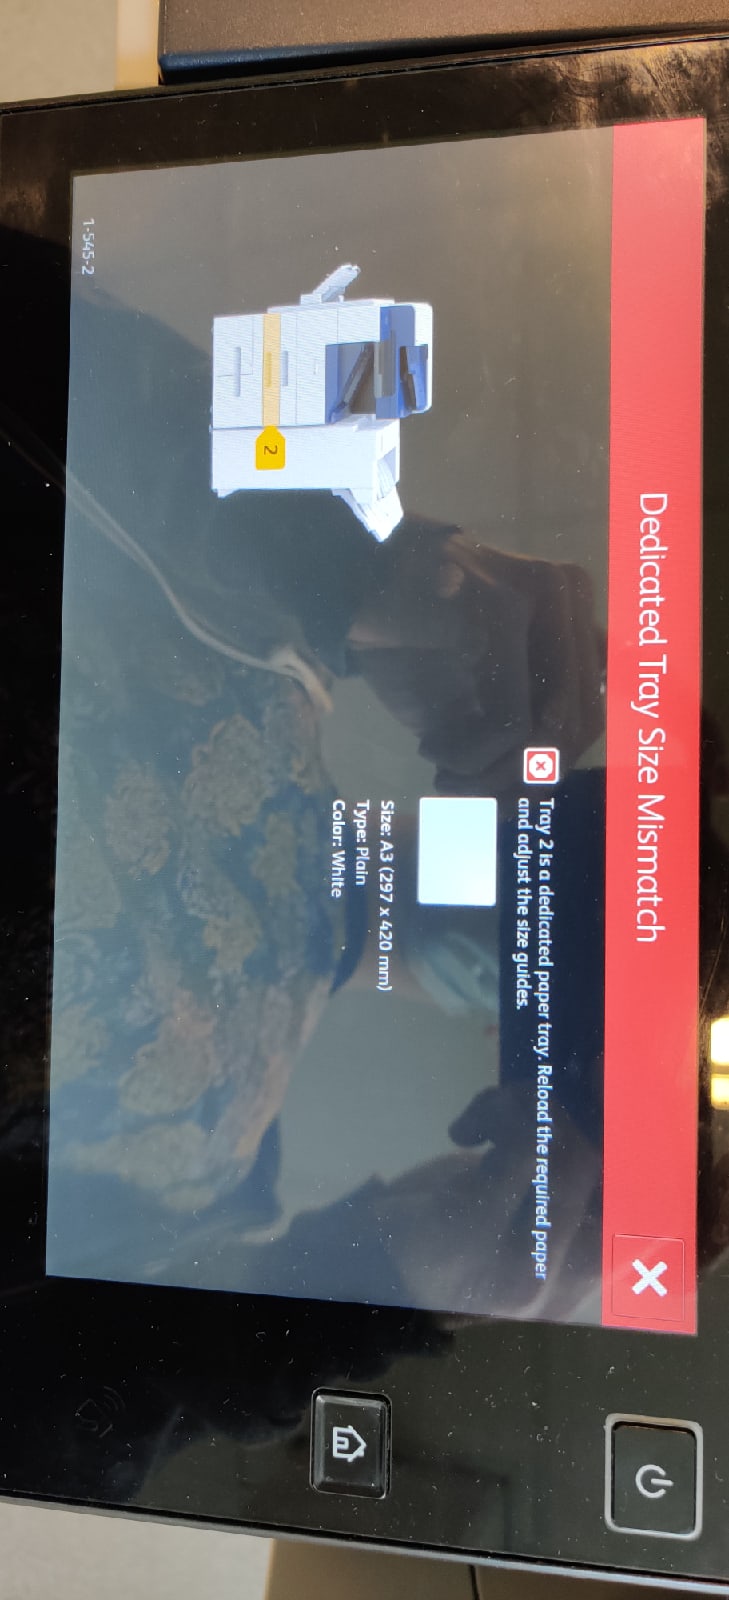 Dedicated Tray Size Mismatch
Tray 2 is a dedicated paper tray. Reload the required paper
and adjust the size guides.
Size: A3 (297 x 420 mm)
Type: Plain
Color: White
2
1-545-2